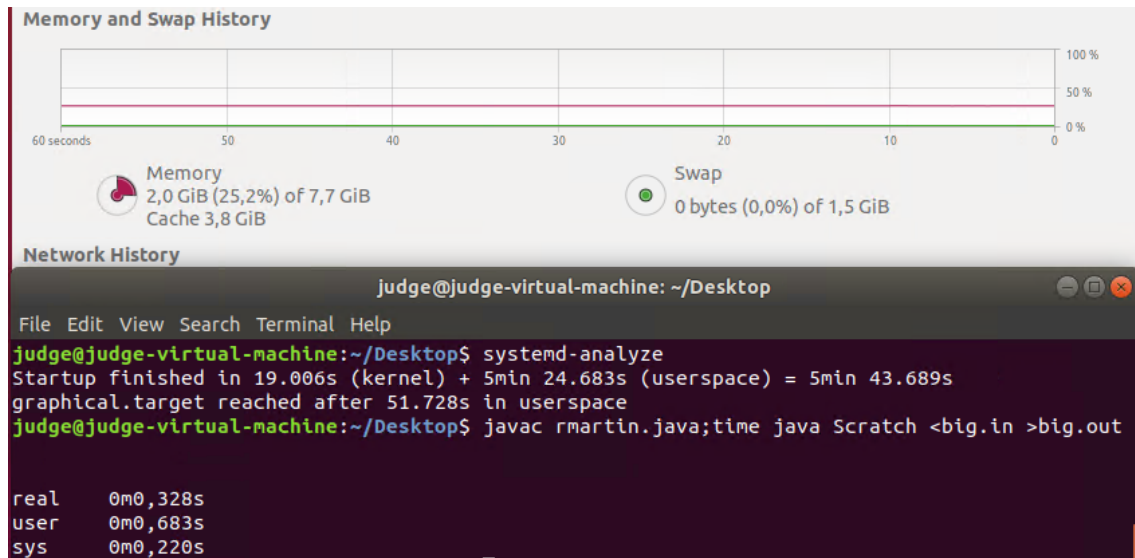 Memory and Swap History
100 %
50 %
0 %
60 seconds 50 40 30 20 10 0
Memory
2,0 GiB (25,2%) of 7,7 GiB
Cache 3,8 GiB
Swap
0 bytes (0,0%) of 1,5 GiB
Network History
judge@judge-virtual-machine: ~/Desktop
File Edit View Search Terminal Help
judge@judge-virtual-machine:~/Desktop$ systemd-analyze
Startup finished in 19.006s (kernel) + 5min 24.683s (userspace) = 5min 43.689s
graphical.target reached after 51.728s in userspace
judge@judge-virtual-machine:~/Desktop$ javac rmartin.java;time java Scratch <big.in >big.out
real 0m0,328s
user 0m0,683s
sys 0m0,220s